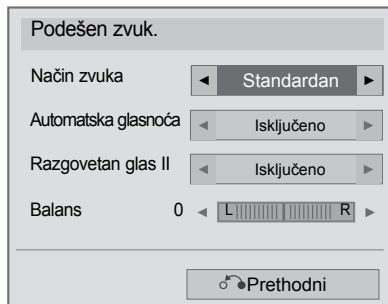 Podešen zvuk.
Način zvuka ◄ Standardan ►
Automatska glasnoća ◄ Isključeno ►
Razgovetan glas II ◄ Isključeno ►
Balans 0 ◄ L R ►
Prethodni